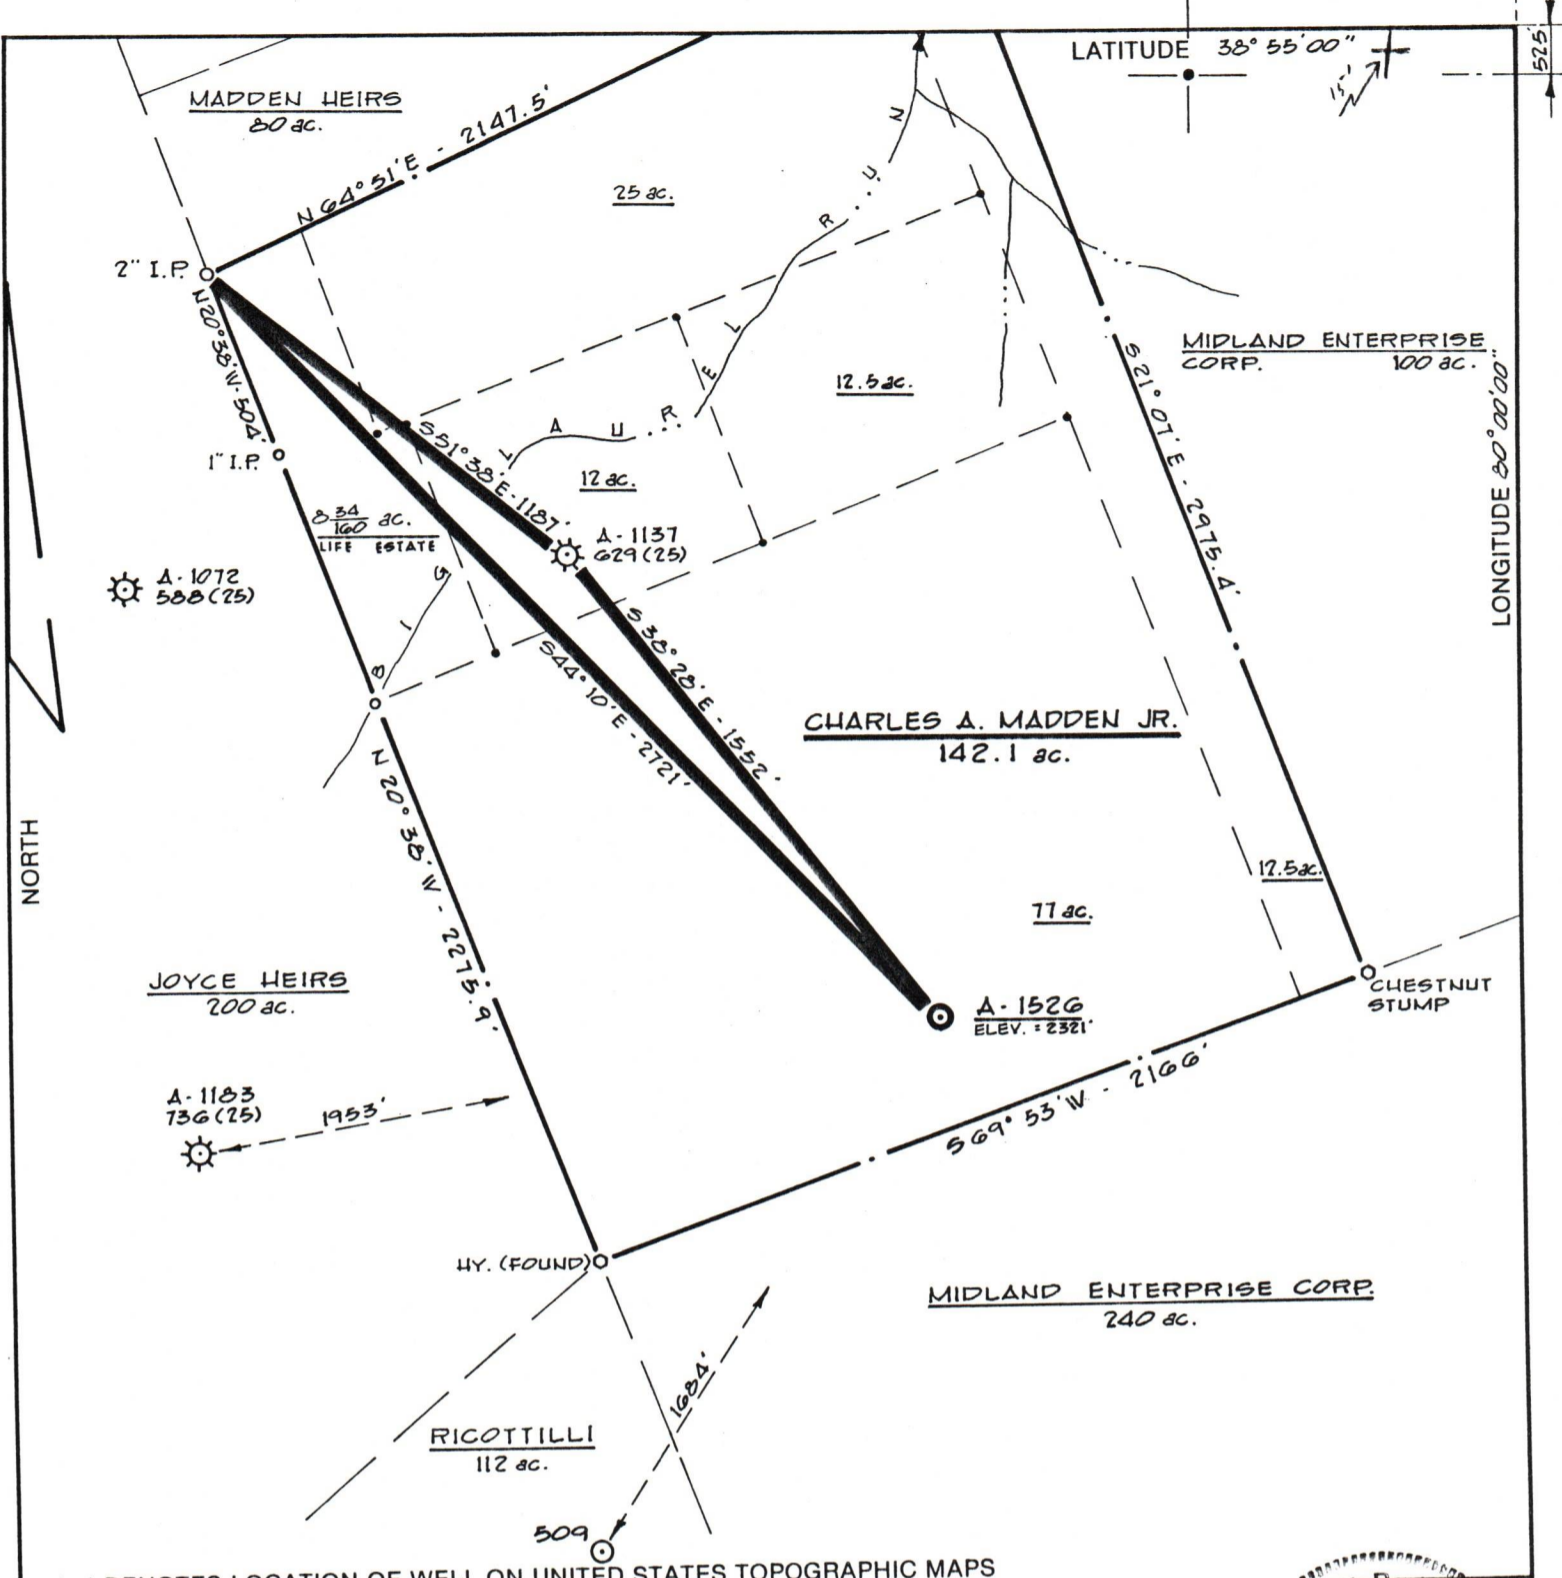 LATITUDE 38° 55' 00"
525'
15'
MADDEN HEIRS
80 ac.
N 64° 51' E - 2147.5'
25 ac.
2" I.P.
N 20° 38' W - 504'
1" I.P.
LAUREL RUN
12.5 ac.
MIDLAND ENTERPRISE
CORP. 100 ac.
S 21° 07' E - 2975.4'
LONGITUDE 80° 00' 00"
S 51° 38' E - 1187'
12 ac.
8 34/160 ac.
LIFE ESTATE
A-1137
629 (25)
A-1072
588 (25)
BIG
S 38° 28' E - 1552'
S 44° 10' E - 2721'
CHARLES A. MADDEN JR.
142.1 ac.
N 20° 38' W - 2275.9'
NORTH
12.5 ac.
77 ac.
JOYCE HEIRS
200 ac.
CHESTNUT
STUMP
A-1526
ELEV. = 2321'
S 69° 53' W - 2166'
A-1183
736 (25)
1953'
HY. (FOUND)
MIDLAND ENTERPRISE CORP.
240 ac.
1684'
RICOTTILLI
112 ac.
509
DENOTES LOCATION OF WELL ON UNITED STATES TOPOGRAPHIC MAPS